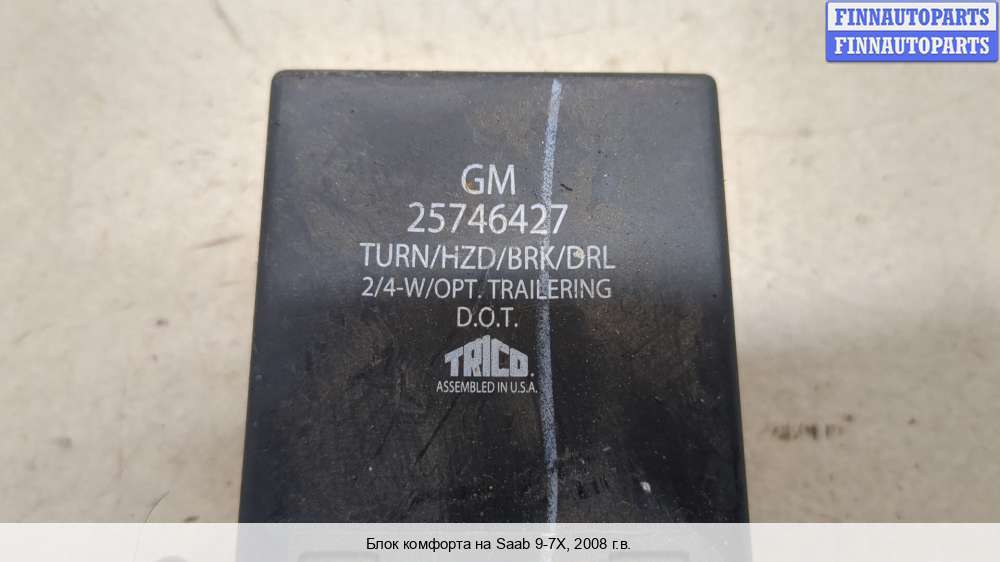 FINNAUTOPARTS
FINNAUTOPARTS
GM
25746427
TURN/HZD/BRK/DRL
2/4-W/OPT. TRAILERING
D.O.T.
TRICO.
ASSEMBLED IN U.S.A.
Блок комфорта на Saab 9-7X, 2008 г.в.